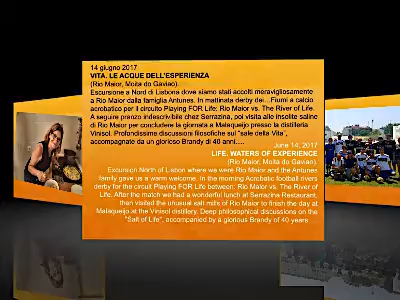 14 giugno 2017
VITA. LE ACQUE DELL'ESPERIENZA
(Rio Maior, Moita do Gaviao).
Escursione a Nord di Lisbona dove siamo stati accolti meravigliosamente
a Rio Maior dalla famiglia Antunes. In mattinata derby dei…Fiumi a calcio
acrobatico per il circuito Playing FOR Life: Rio Maior vs. The River of Life.
A seguire pranzo indescrivibile chez Serrazina, poi visita alle insolite saline
di Rio Maior per concludere la giornata a Malaqueijo presso la distilleria
Vinisol. Profondissime discussioni filosofiche sul "sale della Vita",
accompagnate da un glorioso Brandy di 40 anni….
June 14, 2017
LIFE. WATERS OF EXPERIENCE
(Rio Maior, Moita do Gaviao).
Excursion North of Lisbon where we were Rio Maior and the Antunes
family gave us a warm welcome. In the morning Acrobatic football rivers
derby for the circuit Playing FOR Life between: Rio Maior vs. The River of
Life. After the match we had a wonderful lunch at Serrazina Restaurant,
then visited the unusual salt mills of Rio Maior to finish the day at
Malaqueijo at the Vinisol distillery. Deep philosophical discussions on the
"Salt of Life", accompanied by a glorious Brandy of 40 years …